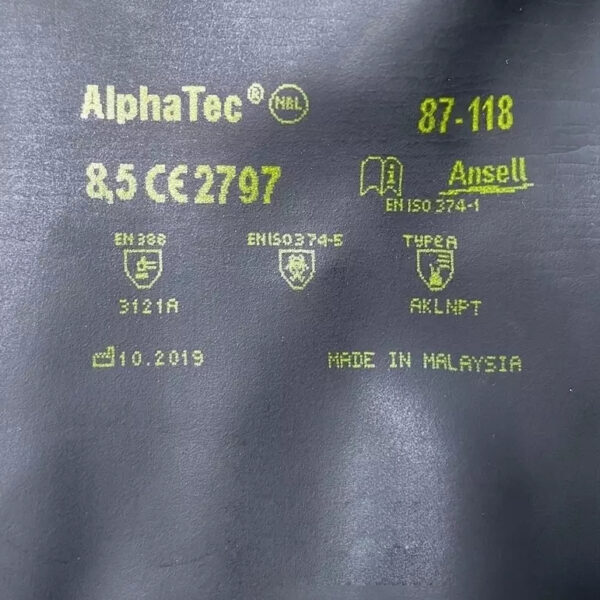 AlphaTec® NBL 87-118
8,5 CE 2797 i Ansell
EN ISO 374-1
EN 388 EN ISO 374-5 TYPE A
3121A AKLNPT
10.2019 MADE IN MALAYSIA